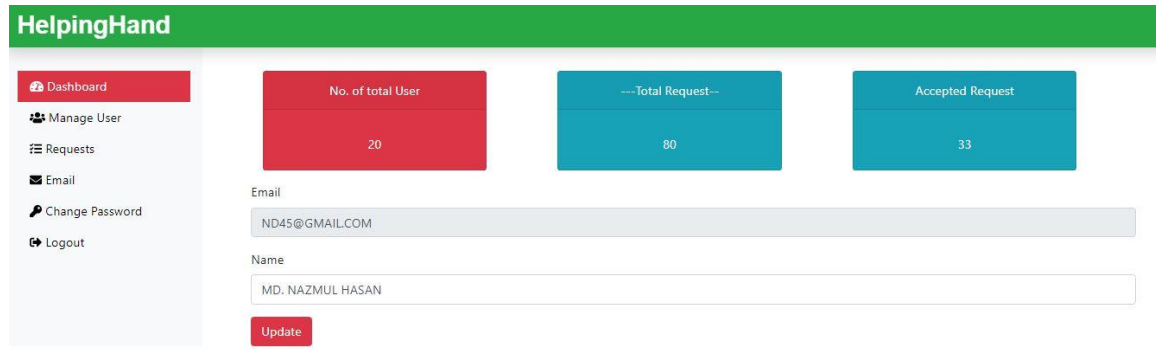 HelpingHand
Dashboard
Manage User
Requests
Email
Change Password
Logout
No. of total User
20
---Total Request--
80
Accepted Request
33
Email
ND45@GMAIL.COM
Name
MD. NAZMUL HASAN
Update